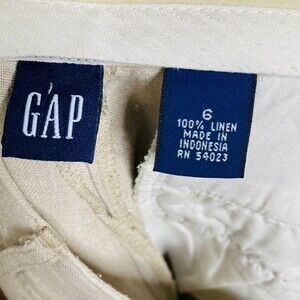 GAP
6
100% LINEN
MADE IN
INDONESIA
RN 54023